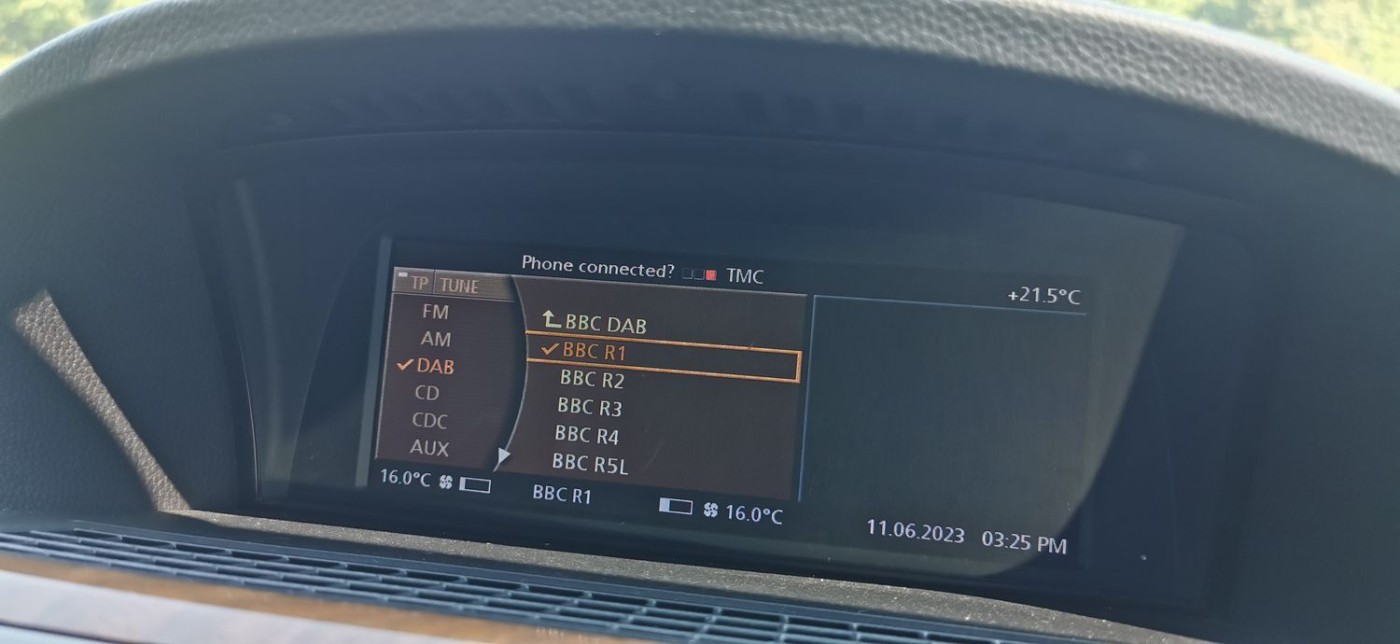 Phone connected? TMC
+21.5°C
TP TUNE
FM
AM
✓DAB
CD
CDC
AUX
BBC DAB
✓BBC R1
BBC R2
BBC R3
BBC R4
BBC R5L
16.0°C
BBC R1
16.0°C
11.06.2023 03:25 PM